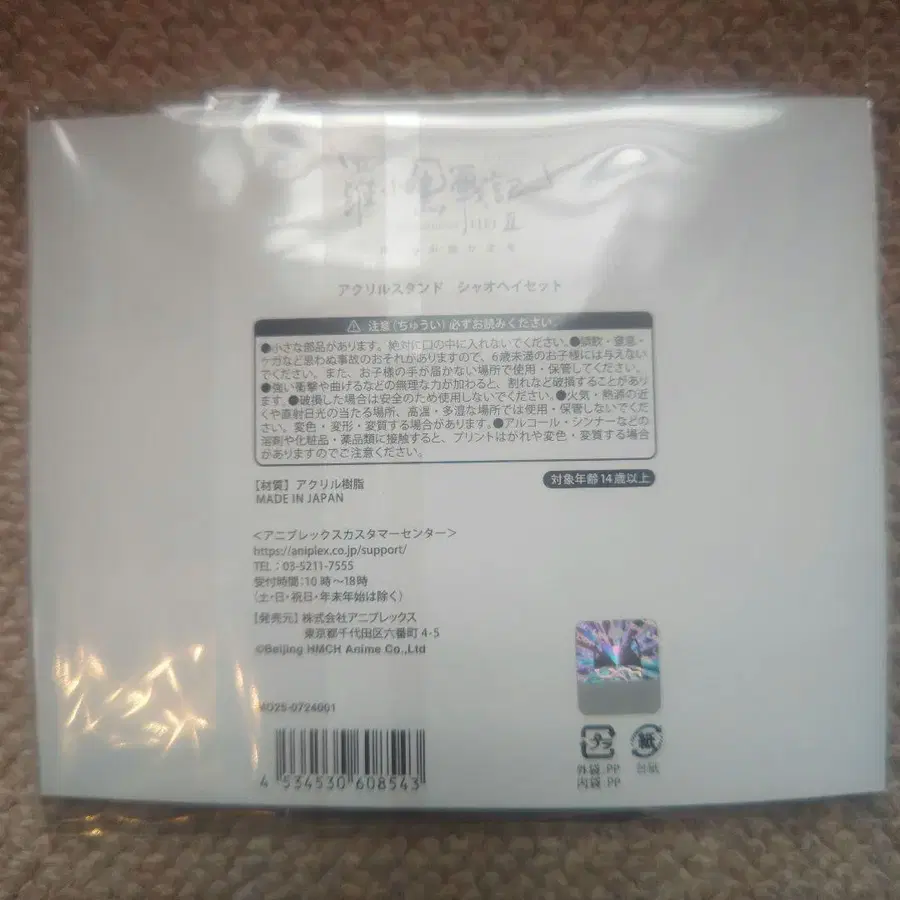 羅小黒戦記 II
アクリルスタンド シャオヘイセット
⚠ 注意(ちゅうい)必ずお読みください。
●小さな部品があります。絶対に口の中に入れないでください。●誤飲・窒息・
ケガなど思わぬ事故のおそれがありますので、6歳未満のお子様には与えない
でください。また、お子様の手が届かない場所で使用・保管してください。
●強い衝撃や曲げるなどの無理な力が加わると、割れなど破損することがあり
ます。●破損した場合は安全のため使用しないでください。●火気・熱源の近
くや直射日光の当たる場所、高温・多湿な場所では使用・保管しないでくだ
さい。変色・変形・変質する場合があります。●アルコール・シンナーなどの
溶剤や化粧品・薬品類に接触すると、プリントはがれや変色・変質する場合
がありますのでご注意ください。
【材質】アクリル樹脂
MADE IN JAPAN
対象年齢14歳以上
<アニプレックスカスタマーセンター>
https://aniplex.co.jp/support/
TEL：03-5211-7555
受付時間：10時〜18時
(土・日・祝日・年末年始は除く)
【発売元】株式会社アニプレックス
東京都千代田区六番町 4-5
©Beijing HMCH Anime Co.,Ltd
4025-0724001
4 534530 608543
プラ
外袋:PP
内袋:PP
紙
台紙